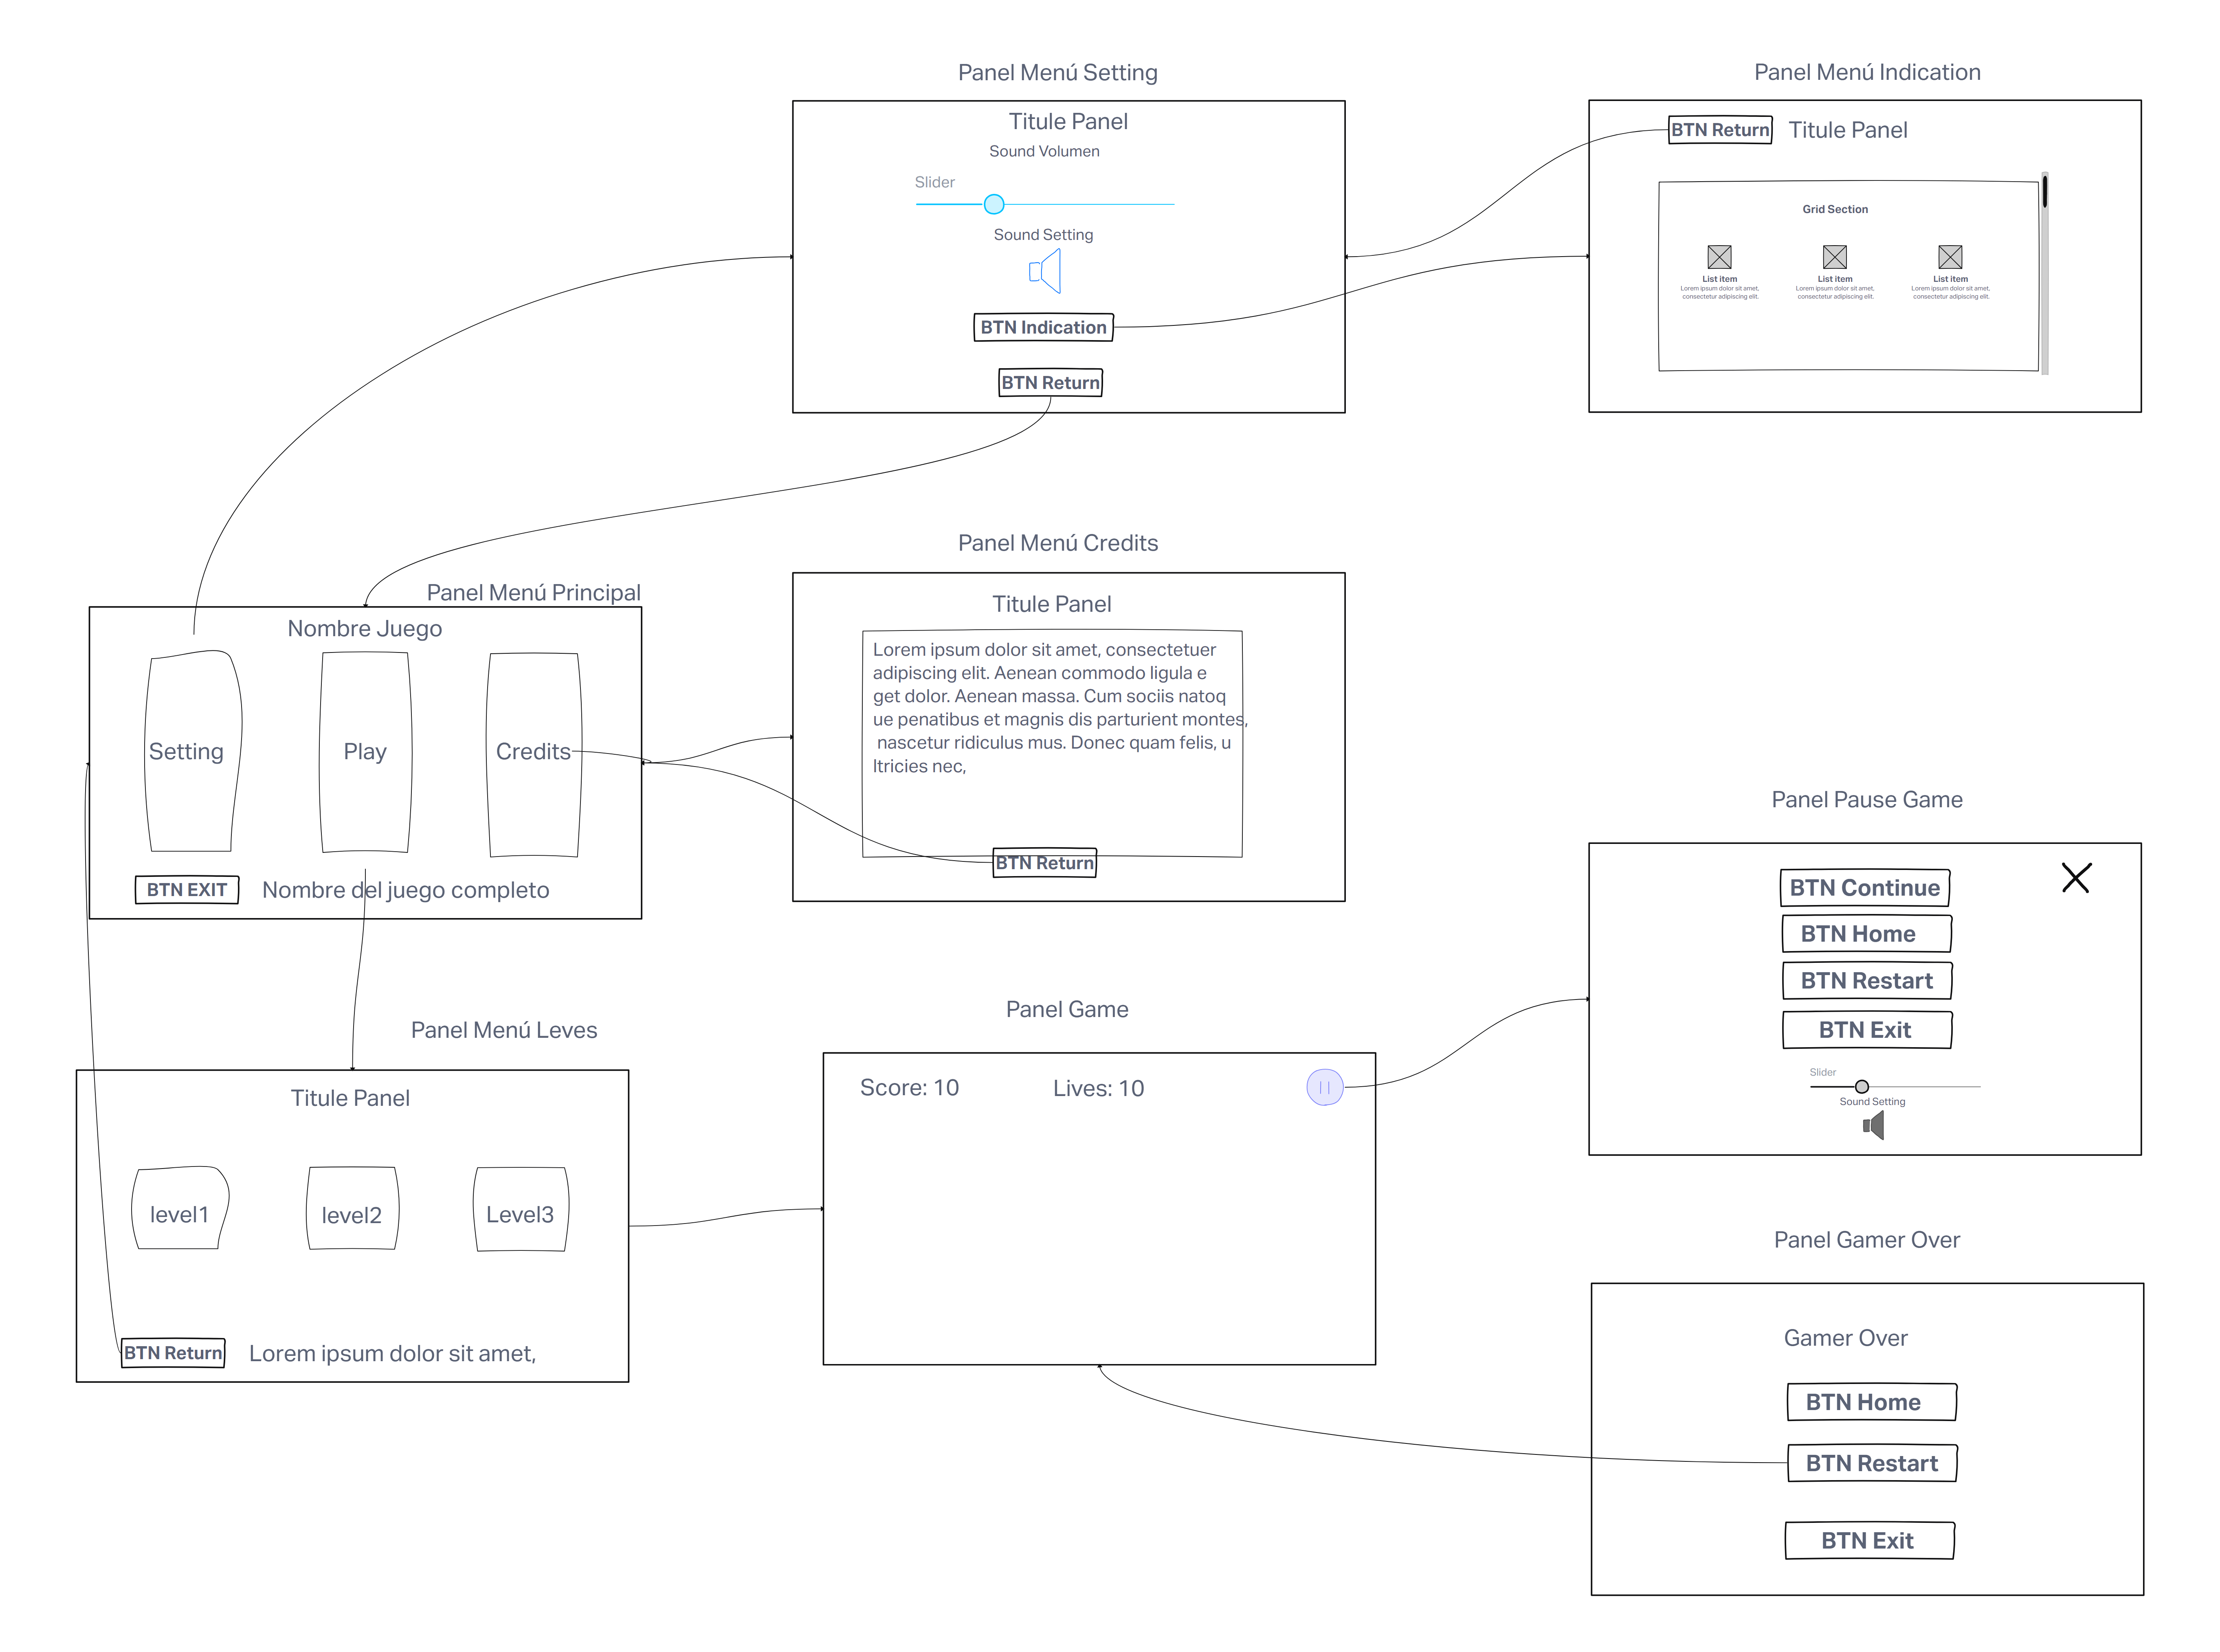 Panel Menú Setting
Titule Panel
Sound Volumen
Slider
Sound Setting
BTN Indication
BTN Return
Panel Menú Indication
BTN Return
Titule Panel
Grid Section
List item
Lorem ipsum dolor sit amet,
consectetur adipiscing elit.
List item
Lorem ipsum dolor sit amet,
consectetur adipiscing elit.
List item
Lorem ipsum dolor sit amet,
consectetur adipiscing elit.
Panel Menú Principal
Nombre Juego
Setting
Play
Credits
BTN EXIT
Nombre del juego completo
Panel Menú Credits
Titule Panel
Lorem ipsum dolor sit amet, consectetuer
adipiscing elit. Aenean commodo ligula e
get dolor. Aenean massa. Cum sociis natoq
ue penatibus et magnis dis parturient montes,
nascetur ridiculus mus. Donec quam felis, u
ltricies nec,
BTN Return
Panel Menú Leves
Titule Panel
level1
level2
Level3
BTN Return
Lorem ipsum dolor sit amet,
Panel Game
Score: 10
Lives: 10
Panel Pause Game
BTN Continue
BTN Home
BTN Restart
BTN Exit
Slider
Sound Setting
Panel Gamer Over
Gamer Over
BTN Home
BTN Restart
BTN Exit